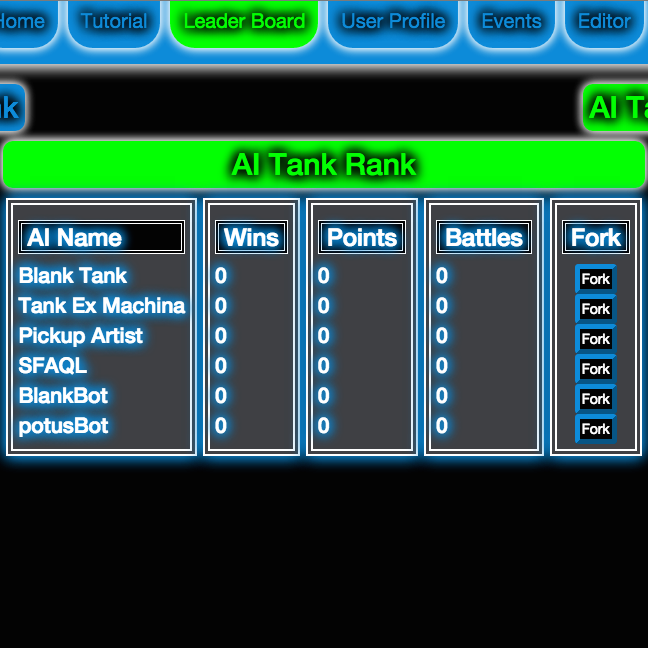 Home Tutorial Leader Board User Profile Events Editor
AI Tank Rank
AI Name Wins Points Battles Fork
Blank Tank 0 0 0 Fork
Tank Ex Machina 0 0 0 Fork
Pickup Artist 0 0 0 Fork
SFAQL 0 0 0 Fork
BlankBot 0 0 0 Fork
potusBot 0 0 0 Fork